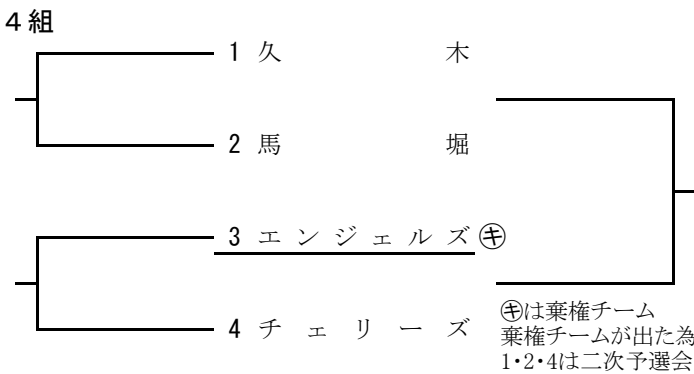 4組
1 久木
2 馬堀
3 エンジェルズ㋖
4 チェリーズ
㋖は棄権チーム
棄権チームが出た為
1・2・4は二次予選会